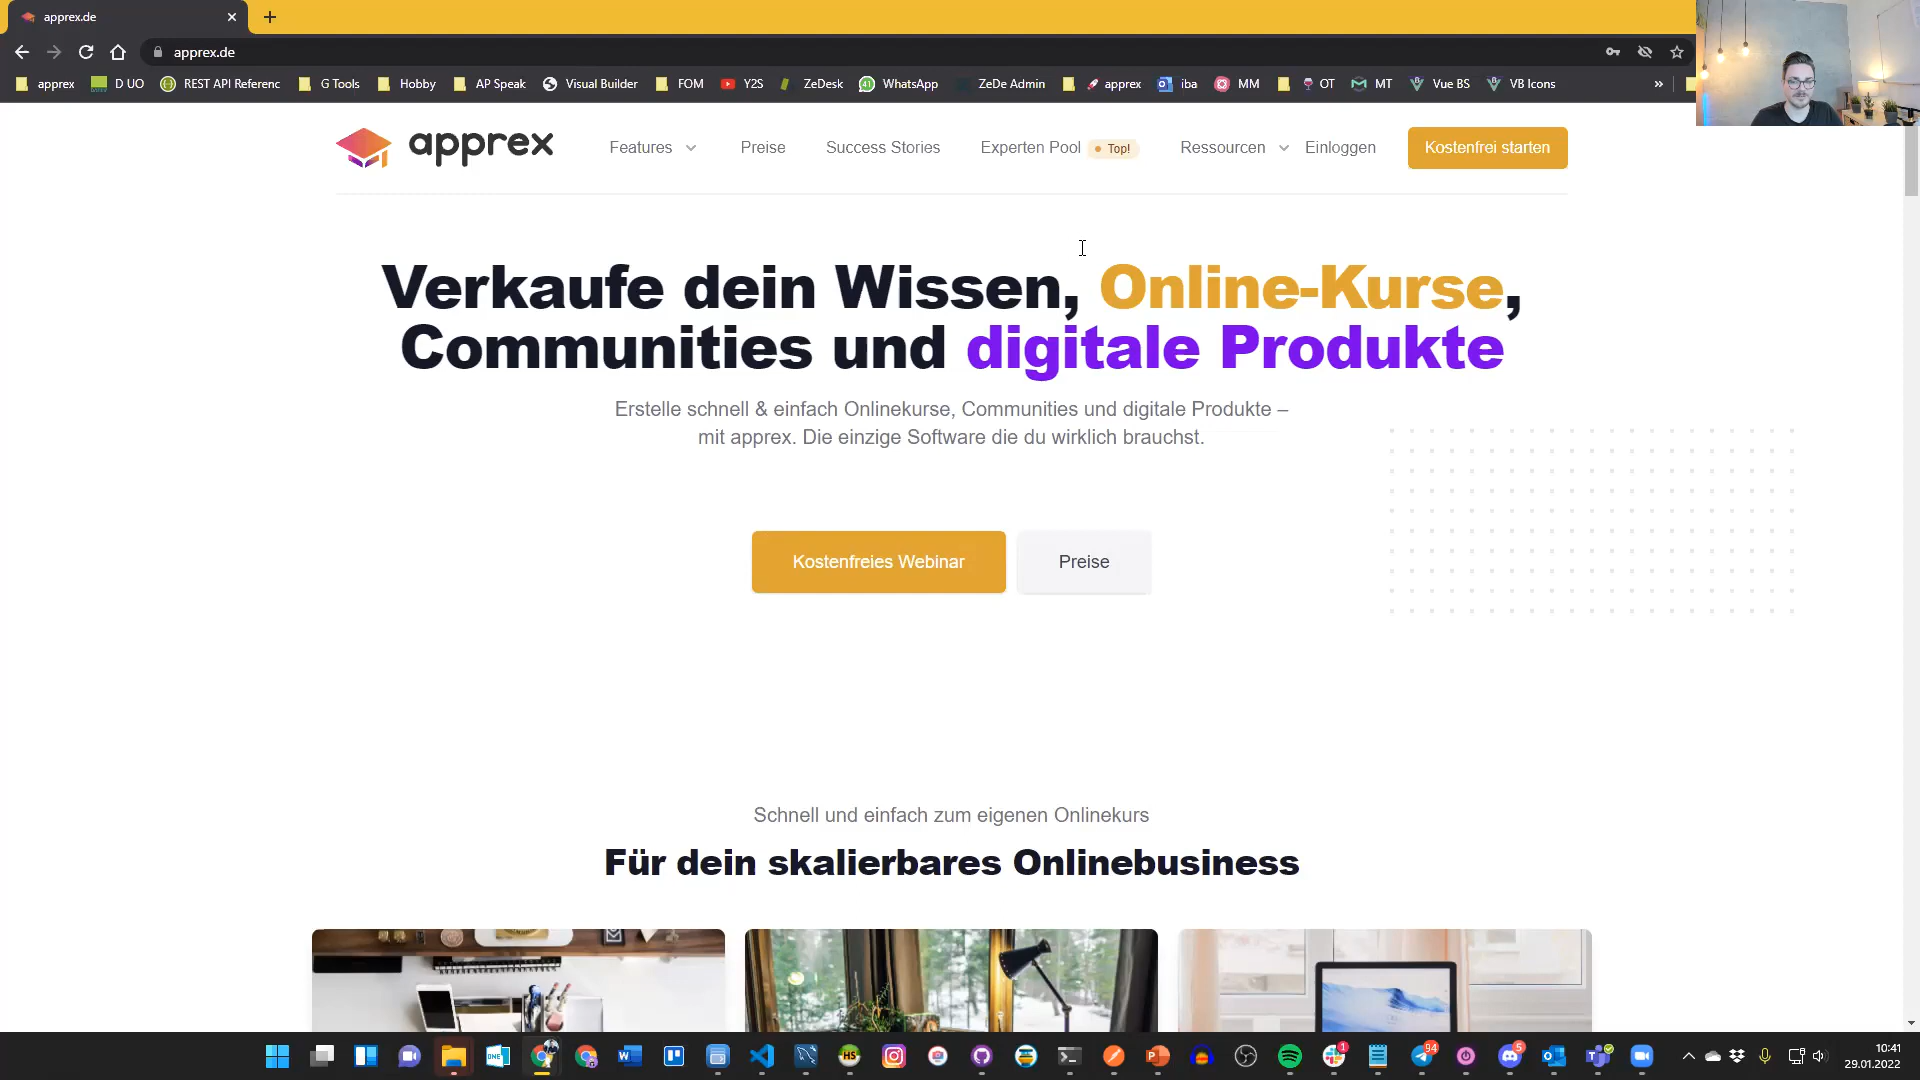 apprex.de
apprex.de
apprex
D UO
REST API Referenc
G Tools
Hobby
AP Speak
Visual Builder
FOM
Y2S
ZeDesk
WhatsApp
ZeDe Admin
apprex
iba
MM
OT
MT
Vue BS
VB Icons
»
apprex
Features
Preise
Success Stories
Experten Pool
Top!
Ressourcen
Einloggen
Kostenfrei starten
Verkaufe dein Wissen, Online-Kurse,
Communities und digitale Produkte
Erstelle schnell & einfach Onlinekurse, Communities und digitale Produkte –
mit apprex. Die einzige Software die du wirklich brauchst.
Kostenfreies Webinar
Preise
Schnell und einfach zum eigenen Onlinekurs
Für dein skalierbares Onlinebusiness
HS
1
94
5
10:41
29.01.2022